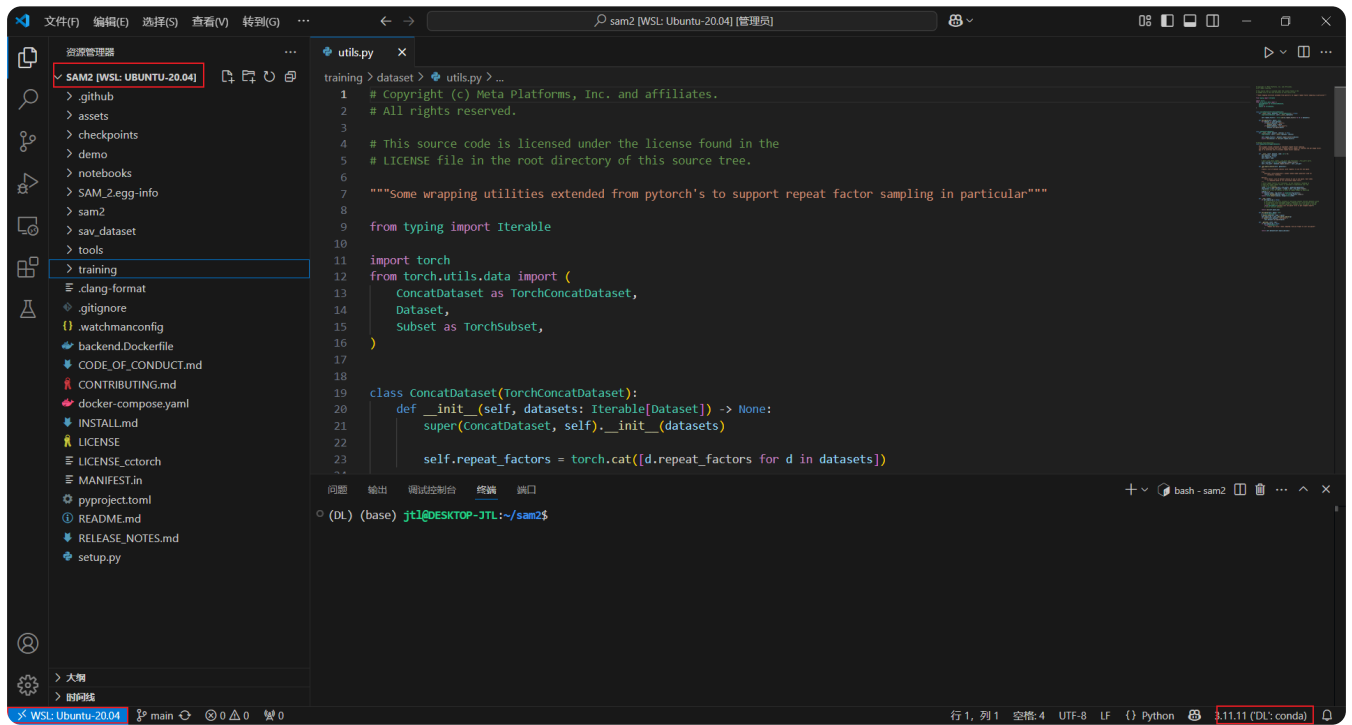 文件(F) 编辑(E) 选择(S) 查看(V) 转到(G) ··· sam2 [WSL: Ubuntu-20.04] [管理员]
资源管理器
SAM2 [WSL: UBUNTU-20.04]
.github
assets
checkpoints
demo
notebooks
SAM_2.egg-info
sam2
sav_dataset
tools
training
.clang-format
.gitignore
.watchmanconfig
backend.Dockerfile
CODE_OF_CONDUCT.md
CONTRIBUTING.md
docker-compose.yaml
INSTALL.md
LICENSE
LICENSE_cctorch
MANIFEST.in
pyproject.toml
README.md
RELEASE_NOTES.md
setup.py
大纲
时间线
utils.py
training > dataset > utils.py > ...
1 # Copyright (c) Meta Platforms, Inc. and affiliates.
2 # All rights reserved.
3
4 # This source code is licensed under the license found in the
5 # LICENSE file in the root directory of this source tree.
6
7 """Some wrapping utilities extended from pytorch's to support repeat factor sampling in particular"""
8
9 from typing import Iterable
10
11 import torch
12 from torch.utils.data import (
13 ConcatDataset as TorchConcatDataset,
14 Dataset,
15 Subset as TorchSubset,
16 )
17
18
19 class ConcatDataset(TorchConcatDataset):
20 def __init__(self, datasets: Iterable[Dataset]) -> None:
21 super(ConcatDataset, self).__init__(datasets)
22
23 self.repeat_factors = torch.cat([d.repeat_factors for d in datasets])
问题 输出 调试控制台 终端 端口 bash - sam2
(DL) (base) jtl@DESKTOP-JTL:~/sam2$
WSL: Ubuntu-20.04 main 0 0 0 行 1, 列 1 空格: 4 UTF-8 LF {} Python 3.11.11 ('DL': conda)